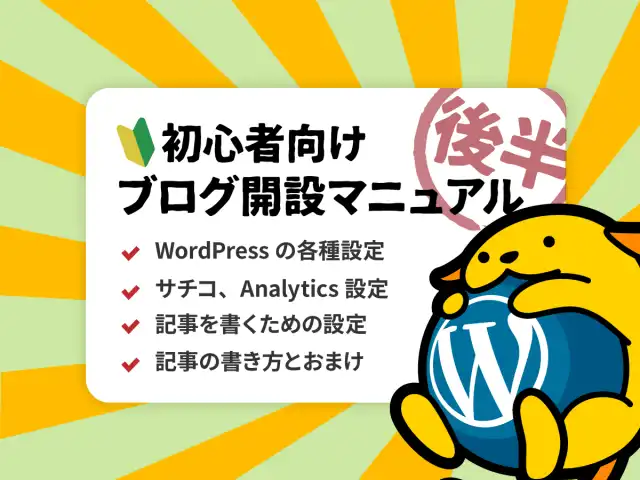 後半
初心者向け
ブログ開設マニュアル
WordPress の各種設定
サチコ、Analytics 設定
記事を書くための設定
記事の書き方とおまけ
W